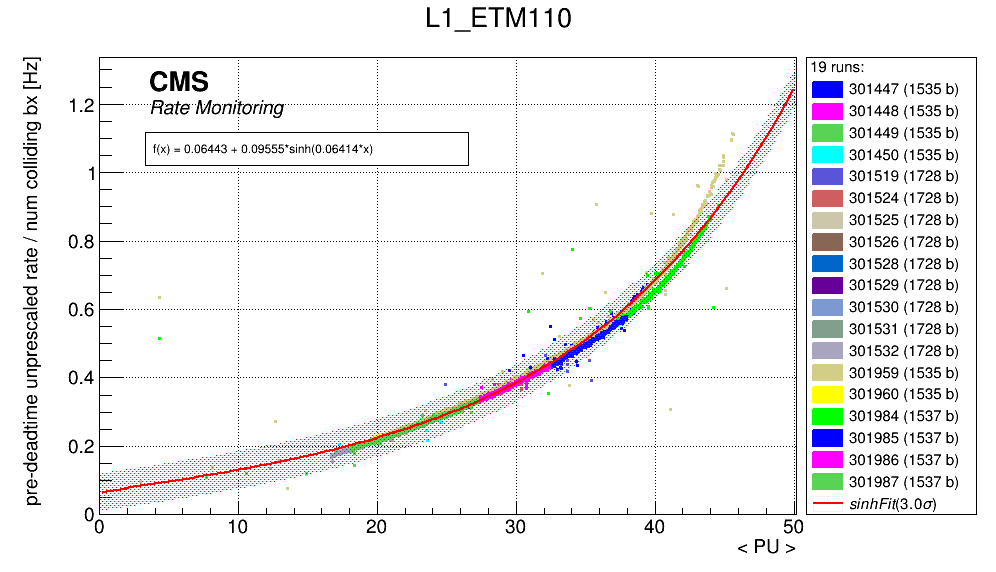 L1_ETM110
pre-deadtime unprescaled rate / num colliding bx [Hz]
CMS
Rate Monitoring
f(x) = 0.06443 + 0.09555*sinh(0.06414*x)
1.2
1
0.8
0.6
0.4
0.2
0
0 10 20 30 40 50
< PU >
19 runs:
301447 (1535 b)
301448 (1535 b)
301449 (1535 b)
301450 (1535 b)
301519 (1728 b)
301524 (1728 b)
301525 (1728 b)
301526 (1728 b)
301528 (1728 b)
301529 (1728 b)
301530 (1728 b)
301531 (1728 b)
301532 (1728 b)
301959 (1535 b)
301960 (1535 b)
301984 (1537 b)
301985 (1537 b)
301986 (1537 b)
301987 (1537 b)
sinhFit(3.0σ)